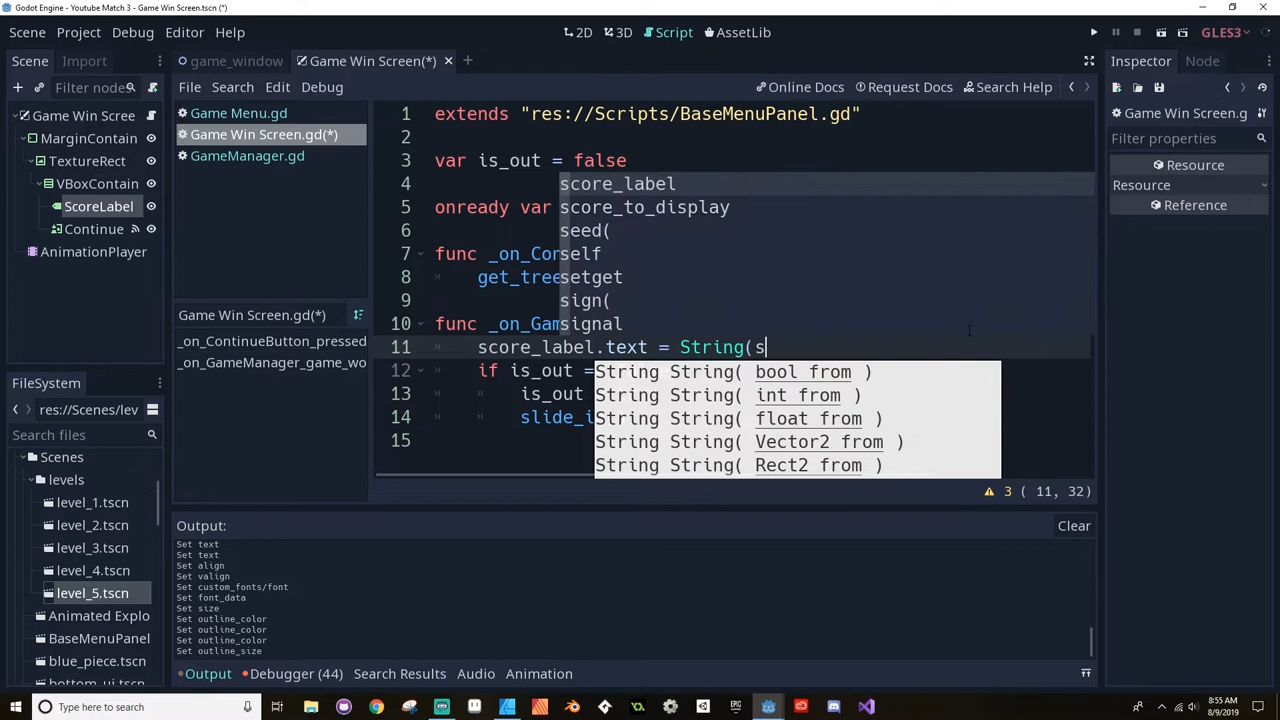 Godot Engine - Youtube Match 3 - Game Win Screen.tscn (*)
Scene Project Debug Editor Help
2D 3D Script AssetLib
GLES3
Scene Import
game_window Game Win Screen(*)
Inspector Node
Filter nodes
File Search Edit Debug
Online Docs Request Docs Search Help
Game Win Scree
MarginContain
TextureRect
VBoxContain
ScoreLabel
Continue
AnimationPlayer
Game Menu.gd
Game Win Screen.gd(*)
GameManager.gd
Game Win Screen.gd(*)
_on_ContinueButton_pressed
_on_GameManager_game_wo
1 extends "res://Scripts/BaseMenuPanel.gd"
2
3 var is_out = false
4
5 onready var
6
7 func _on_Con
8 get_tree
9
10 func _on_Gam
11 score_label.text = String(s
12 if is_out =
13 is_out
14 slide_i
15
score_label
score_to_display
seed(
self
setget
sign(
signal
String String( bool from )
String String( int from )
String String( float from )
String String( Vector2 from )
String String( Rect2 from )
3 ( 11, 32)
Game Win Screen.g
Filter properties
Resource
Resource
Reference
FileSystem
res://Scenes/lev
Search files
Scenes
levels
level_1.tscn
level_2.tscn
level_3.tscn
level_4.tscn
level_5.tscn
Animated Explo
BaseMenuPanel
blue_piece.tscn
bottom_ui.tscn
Output:
Clear
Set text
Set text
Set align
Set valign
Set custom_fonts/font
Set font_data
Set size
Set outline_color
Set outline_color
Set outline_color
Set outline_size
Output Debugger (44) Search Results Audio Animation
Type here to search
8:55 AM
8/9/2019